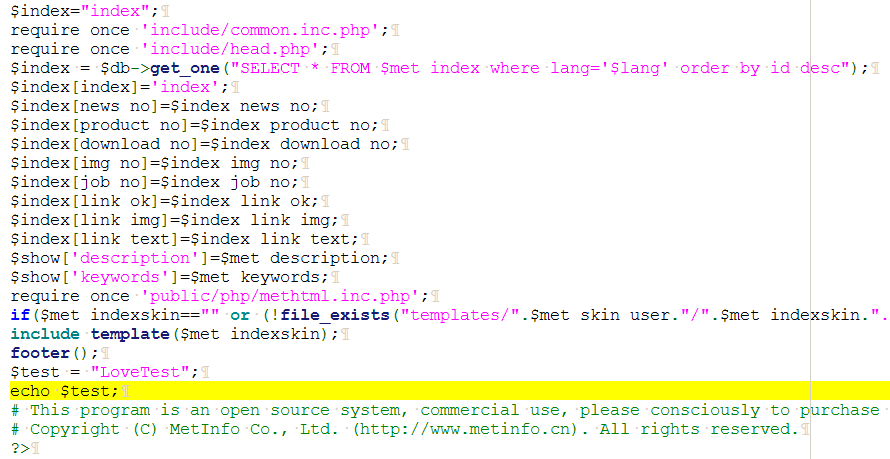 $index="index";¶
require once 'include/common.inc.php';¶
require once 'include/head.php';¶
$index = $db->get_one("SELECT * FROM $met index where lang='$lang' order by id desc");¶
$index[index]='index';¶
$index[news no]=$index news no;¶
$index[product no]=$index product no;¶
$index[download no]=$index download no;¶
$index[img no]=$index img no;¶
$index[job no]=$index job no;¶
$index[link ok]=$index link ok;¶
$index[link img]=$index link img;¶
$index[link text]=$index link text;¶
$show['description']=$met description;¶
$show['keywords']=$met keywords;¶
require once 'public/php/methtml.inc.php';¶
if($met indexskin=="" or (!file_exists("templates/".$met skin user."/".$met indexskin.".
include template($met indexskin);¶
footer();¶
$test = "LoveTest";¶
echo $test;¶
# This program is an open source system, commercial use, please consciously to purchase
# Copyright (C) MetInfo Co., Ltd. (http://www.metinfo.cn). All rights reserved.¶
?>¶